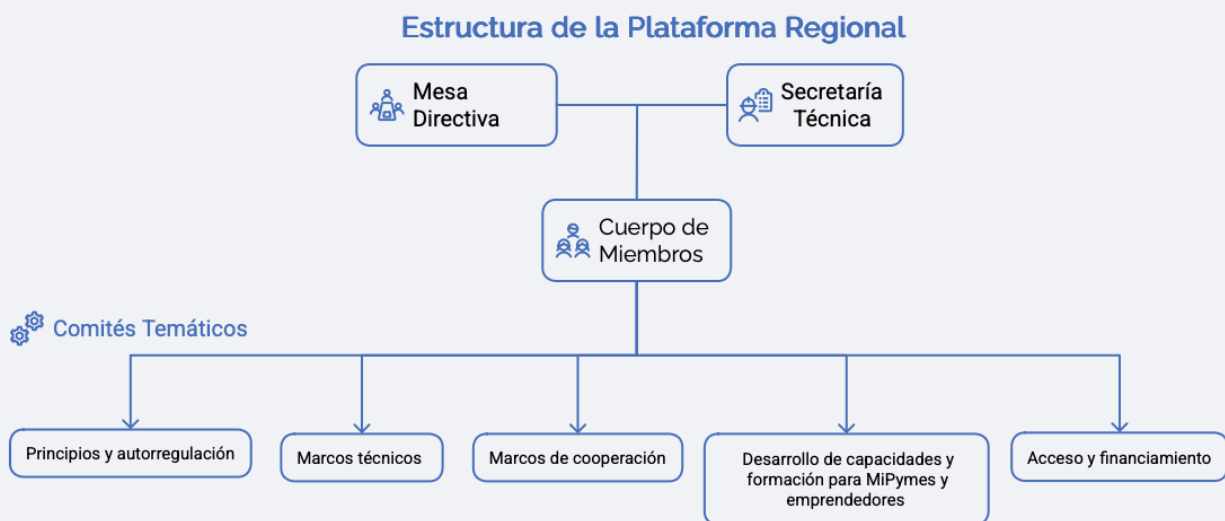 Estructura de la Plataforma Regional
Mesa
Directiva
Secretaría
Técnica
Cuerpo de
Miembros
Comités Temáticos
Principios y autorregulación
Marcos técnicos
Marcos de cooperación
Desarrollo de capacidades y
formación para MiPymes y
emprendedores
Acceso y financiamiento